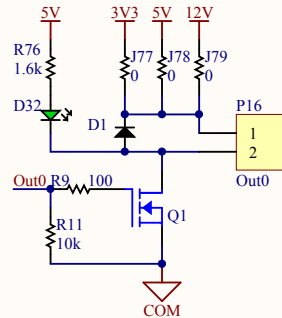 5V 3V3 5V 12V
R76 1.6k
J77 0
J78 0
J79 0
D32
D1
P16
1
2
Out0
Out0 R9 100
R11 10k
Q1
COM